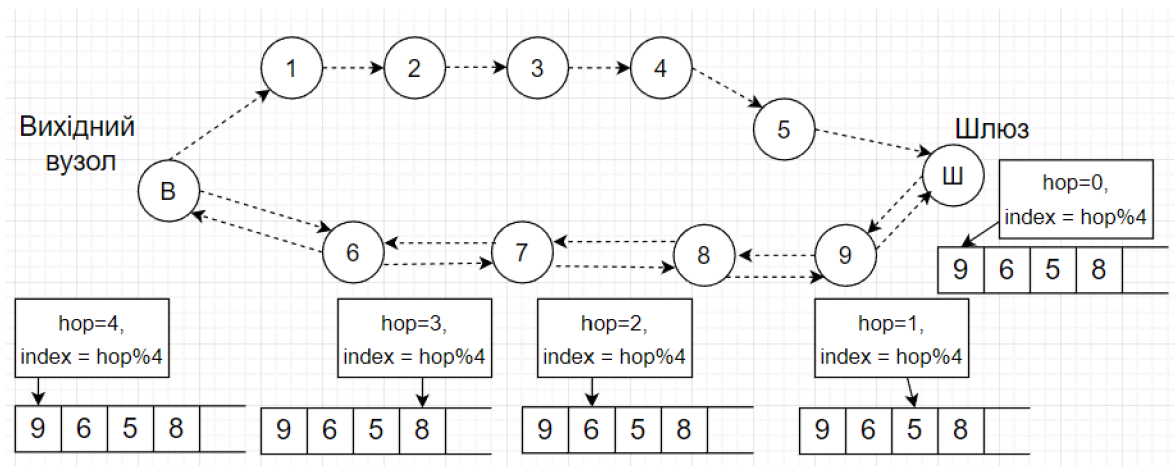 1 2 3 4
5
Вихідний
вузол
Шлюз
В
Ш
6 7 8 9
hop=0,
index = hop%4
9 6 5 8
hop=4,
index = hop%4
9 6 5 8
hop=3,
index = hop%4
9 6 5 8
hop=2,
index = hop%4
9 6 5 8
hop=1,
index = hop%4
9 6 5 8